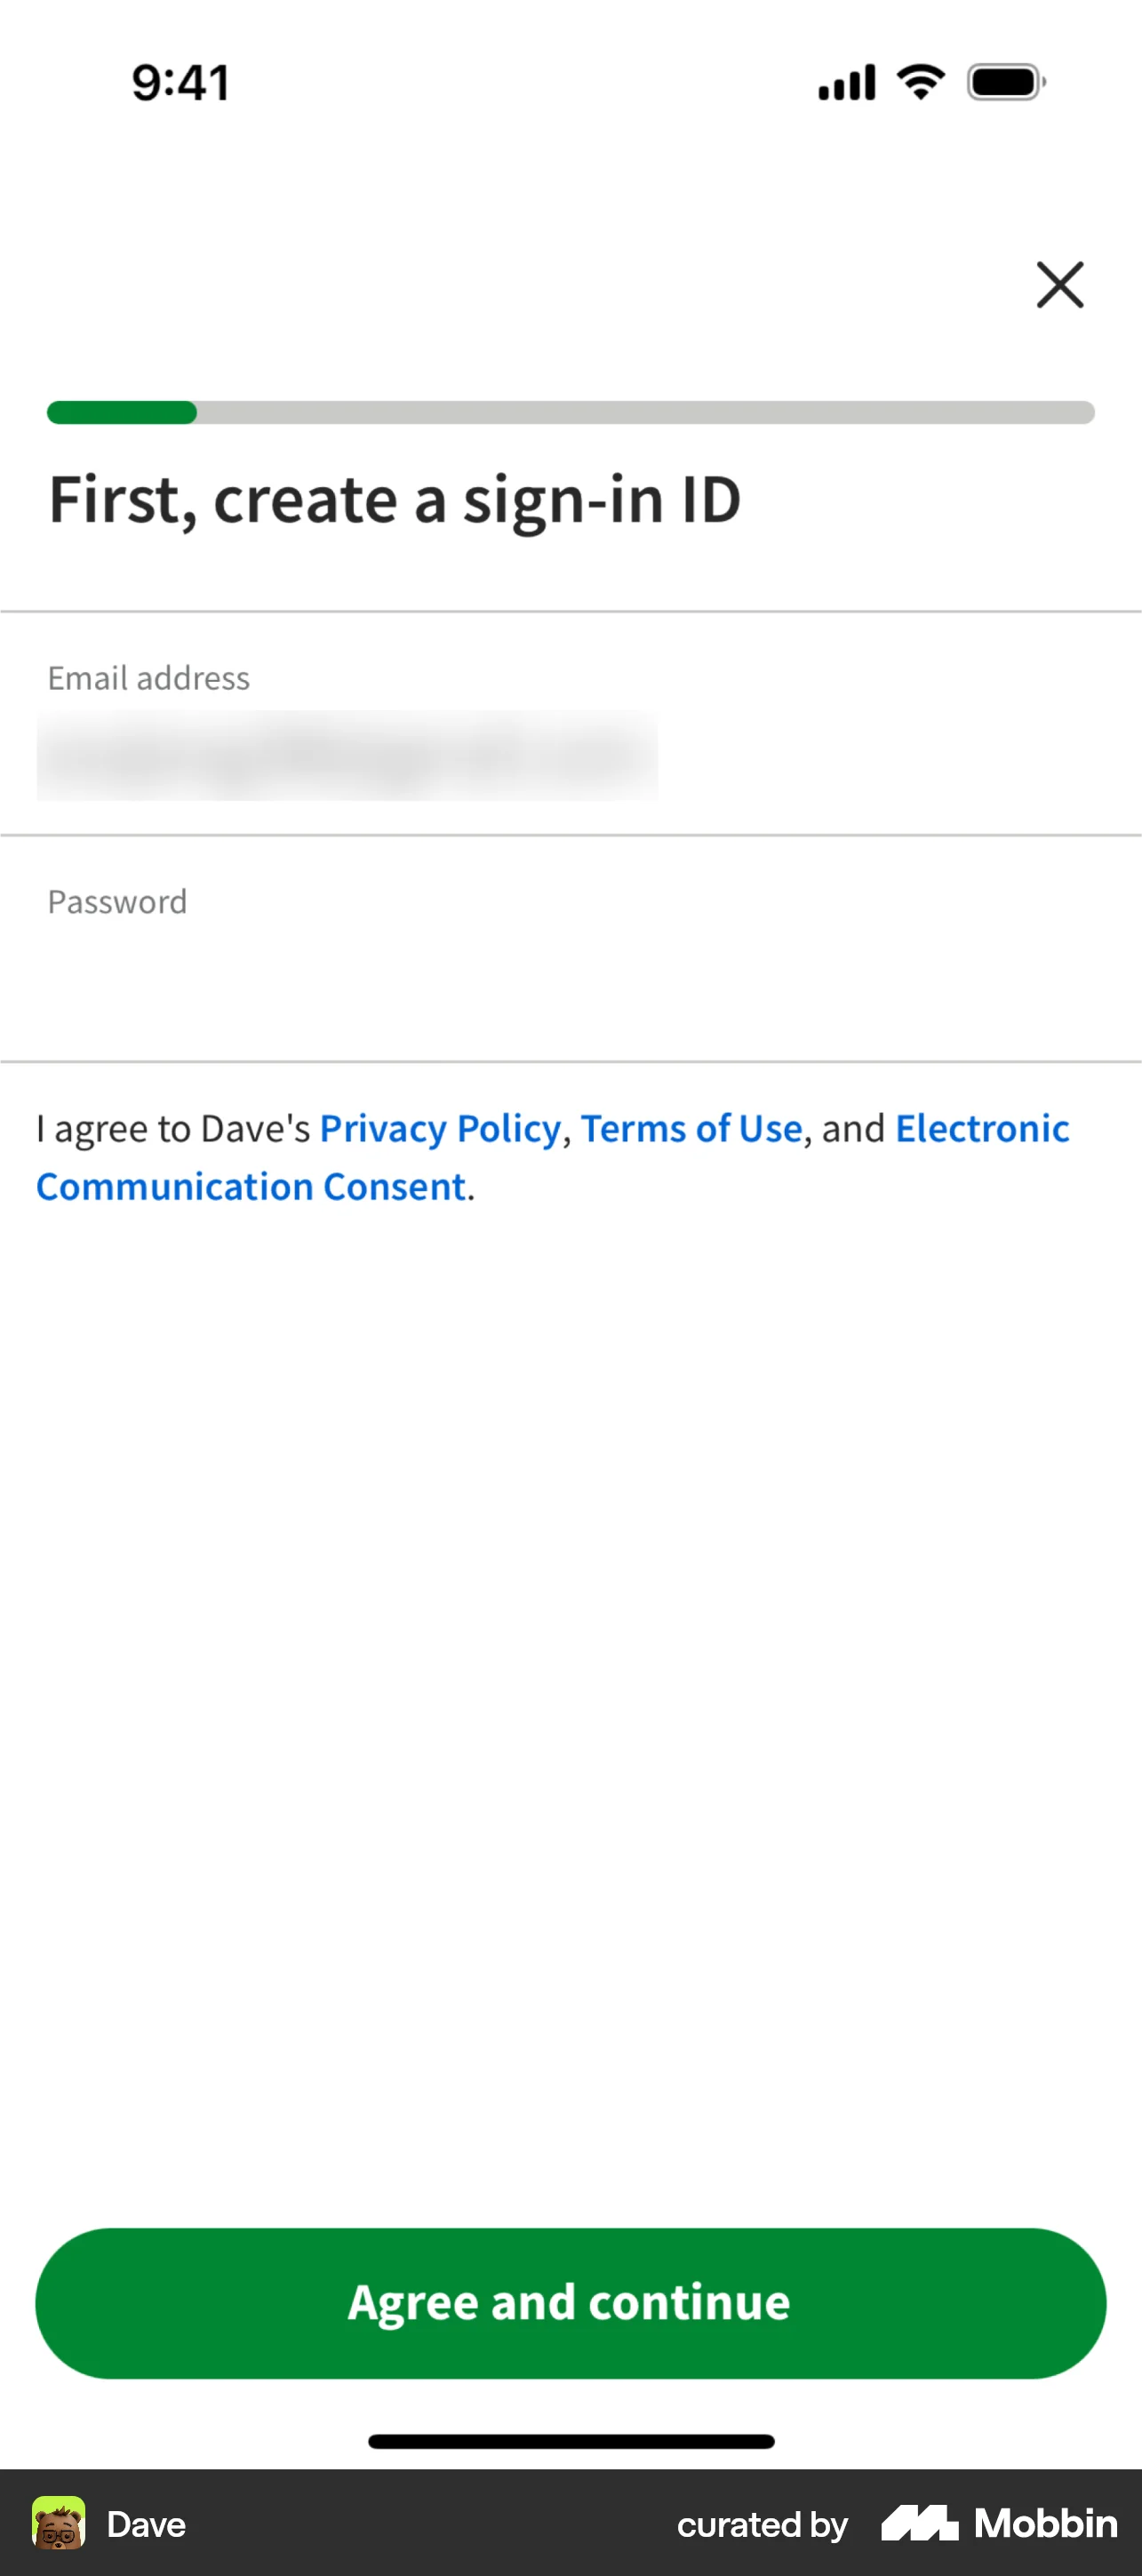 9:41
First, create a sign-in ID
Email address
Password
I agree to Dave's Privacy Policy, Terms of Use, and Electronic
Communication Consent.
Agree and continue
Dave
curated by Mobbin